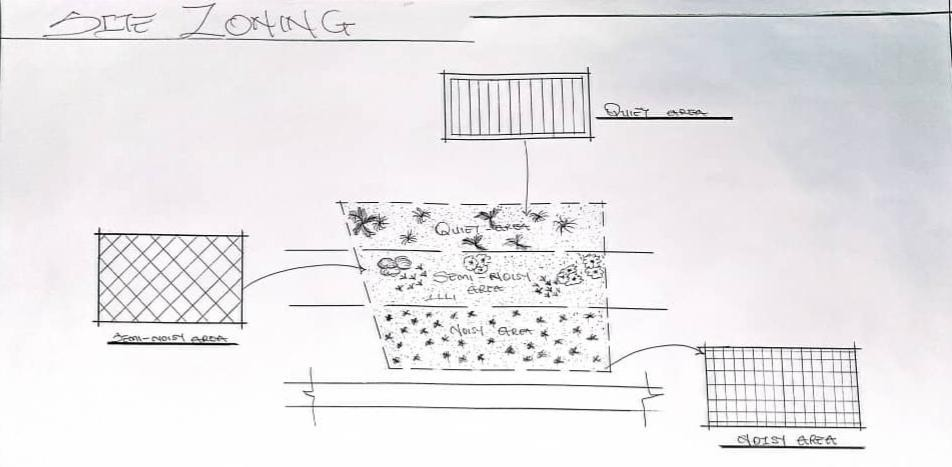 SITE ZONING
QUIET AREA
QUIET AREA
SEMI-NOISY
AREA
NOISY AREA
SEMI-NOISY AREA
NOISY AREA